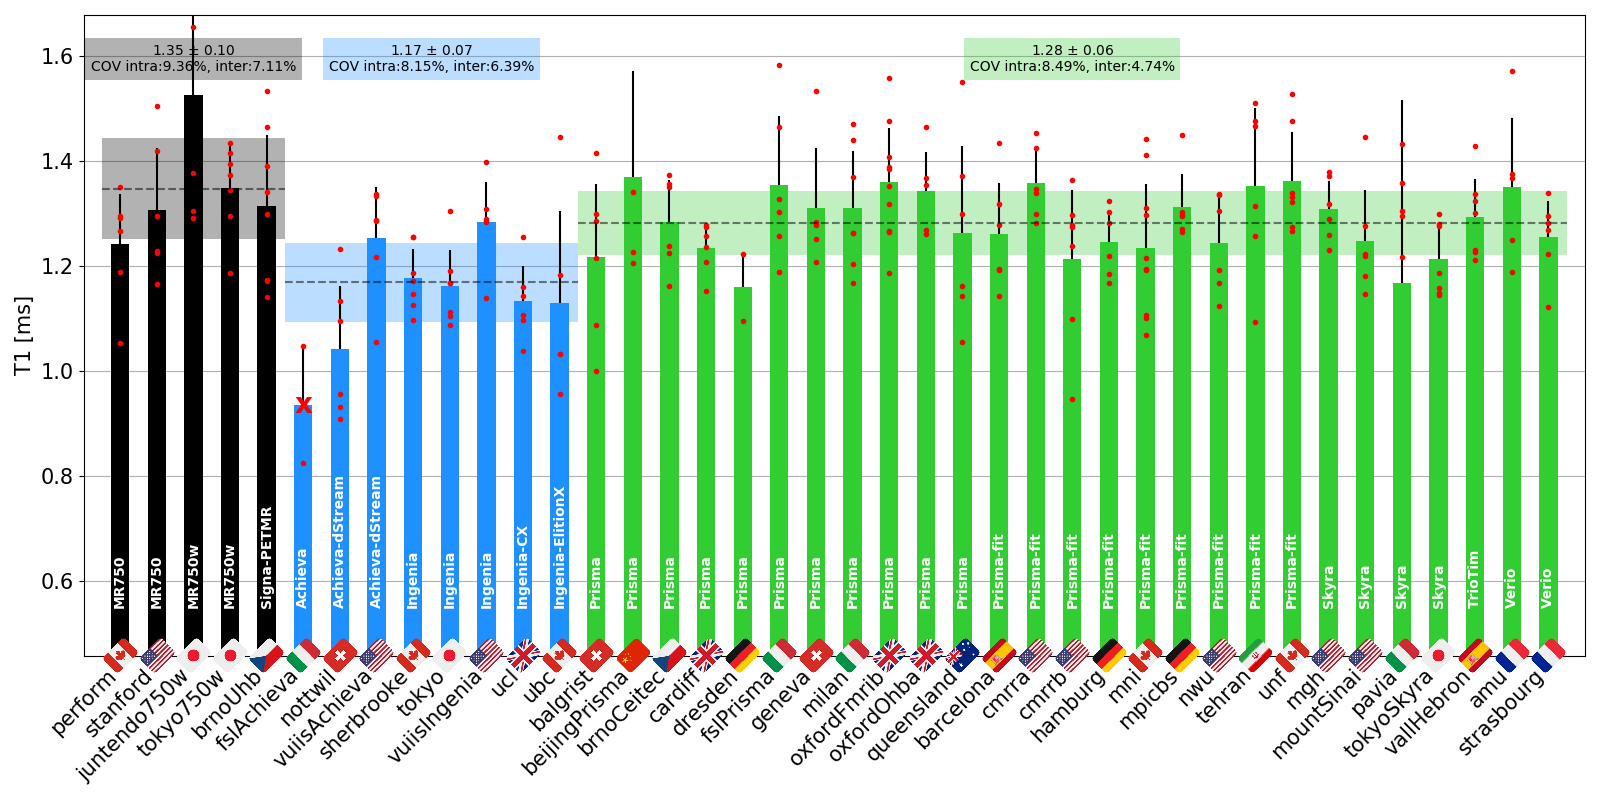 1.35 ± 0.10
COV intra:9.36%, inter:7.11%
1.17 ± 0.07
COV intra:8.15%, inter:6.39%
1.28 ± 0.06
COV intra:8.49%, inter:4.74%
T1 [ms]
1.6
1.4
1.2
1.0
0.8
0.6
MR750
MR750
MR750w
MR750w
Signa-PETMR
Achieva
Achieva-dStream
Achieva-dStream
Ingenia
Ingenia
Ingenia
Ingenia-CX
Ingenia-ElitionX
Prisma
Prisma
Prisma
Prisma
Prisma
Prisma
Prisma
Prisma
Prisma
Prisma
Prisma
Prisma-fit
Prisma-fit
Prisma-fit
Prisma-fit
Prisma-fit
Prisma-fit
Prisma-fit
Prisma-fit
Prisma-fit
Skyra
Skyra
Skyra
Skyra
TrioTim
Verio
Verio
X
perform
stanford
juntendo750w
tokyo750w
brnoUhb
fslAchieva
nottwil
vuiisAchieva
sherbrooke
tokyo
vuiisIngenia
ucl
ubc
balgrist
beijingPrisma
brnoCeitec
cardiff
dresden
fslPrisma
geneva
milan
oxfordFmrib
oxfordOhba
queensland
barcelona
cmrra
cmrrb
hamburg
mni
mpicbs
nwu
tehran
unf
mgh
mountSinai
pavia
tokyoSkyra
vallHebron
amu
strasbourg